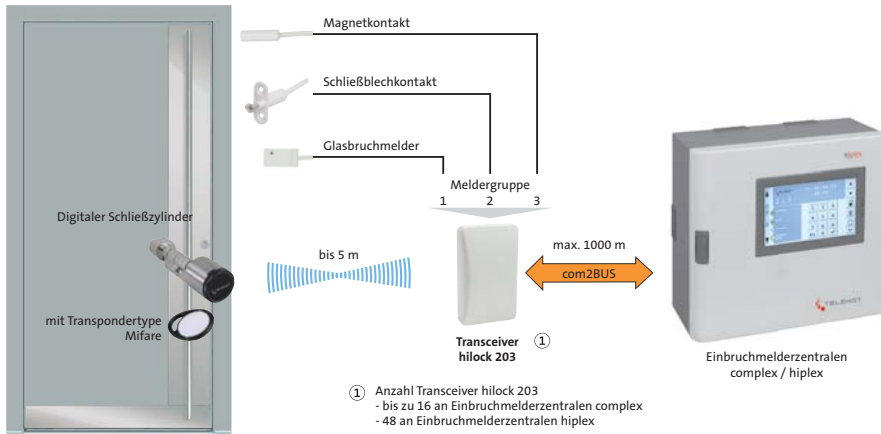 Magnetkontakt
Schließblechkontakt
Glasbruchmelder
Meldergruppe
1 2 3
Digitaler Schließzylinder
mit Transpondertype
Mifare
bis 5 m
max. 1000 m
com2BUS
Transceiver
hilock 203
①
TELENOT
Einbruchmelderzentralen
complex / hiplex
① Anzahl Transceiver hilock 203
- bis zu 16 an Einbruchmelderzentralen complex
- 48 an Einbruchmelderzentralen hiplex